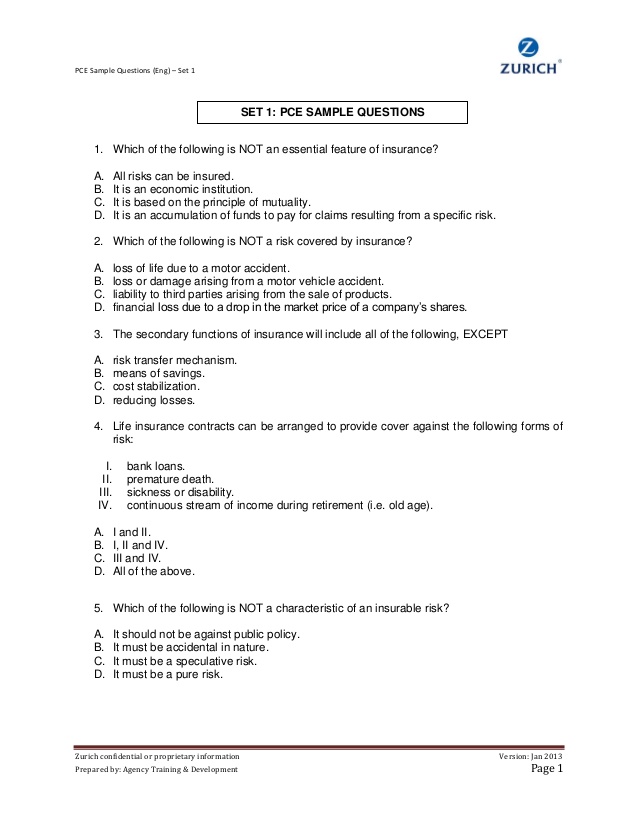 PCE Sample Questions (Eng) – Set 1
ZURICH®
SET 1: PCE SAMPLE QUESTIONS
1. Which of the following is NOT an essential feature of insurance?
A. All risks can be insured.
B. It is an economic institution.
C. It is based on the principle of mutuality.
D. It is an accumulation of funds to pay for claims resulting from a specific risk.
2. Which of the following is NOT a risk covered by insurance?
A. loss of life due to a motor accident.
B. loss or damage arising from a motor vehicle accident.
C. liability to third parties arising from the sale of products.
D. financial loss due to a drop in the market price of a company's shares.
3. The secondary functions of insurance will include all of the following, EXCEPT
A. risk transfer mechanism.
B. means of savings.
C. cost stabilization.
D. reducing losses.
4. Life insurance contracts can be arranged to provide cover against the following forms of
risk:
I. bank loans.
II. premature death.
III. sickness or disability.
IV. continuous stream of income during retirement (i.e. old age).
A. I and II.
B. I, II and IV.
C. III and IV.
D. All of the above.
5. Which of the following is NOT a characteristic of an insurable risk?
A. It should not be against public policy.
B. It must be accidental in nature.
C. It must be a speculative risk.
D. It must be a pure risk.
Zurich confidential or proprietary information Version: Jan 2013
Prepared by: Agency Training & Development Page 1